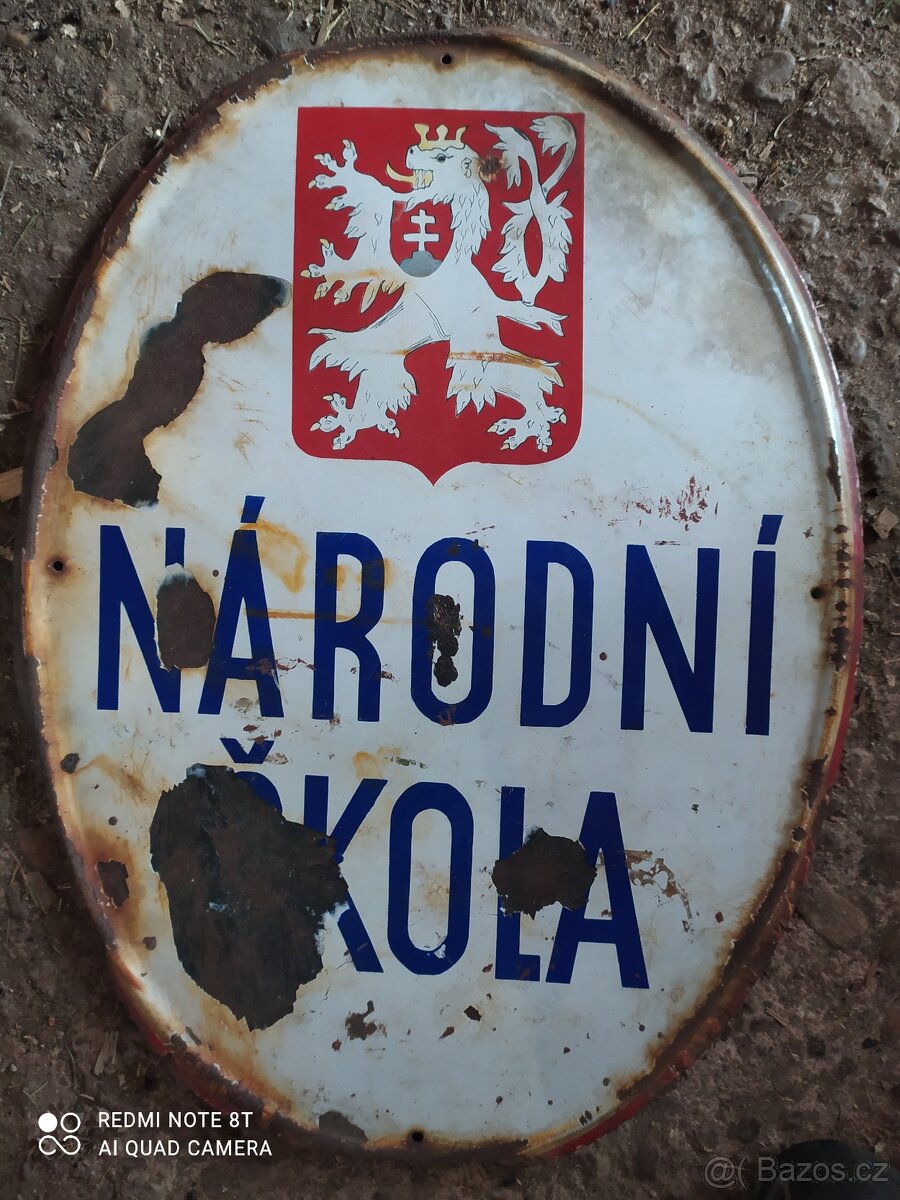 NÁRODNÍ
ŠKOLA
REDMI NOTE 8T
AI QUAD CAMERA
@( Bazos.cz